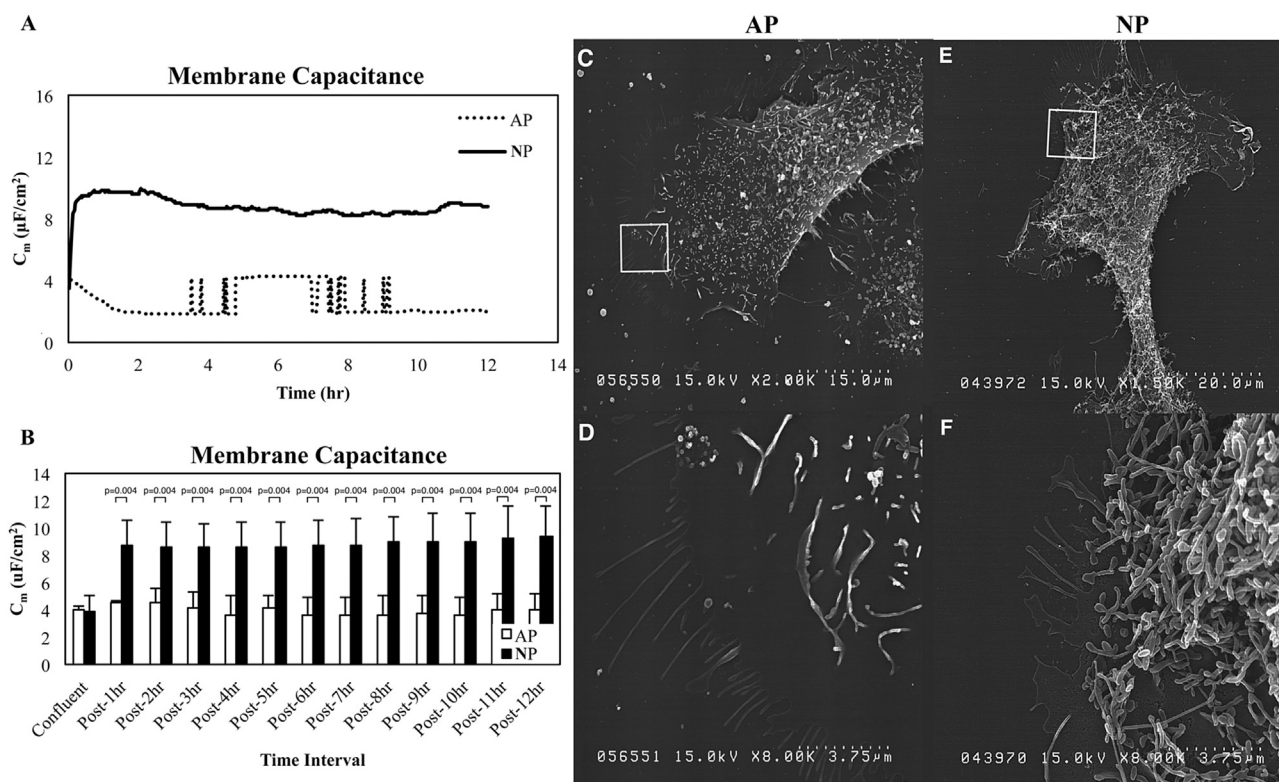 A
Membrane Capacitance
16
12
8
4
0
Cm (µF/cm²)
AP
NP
0 2 4 6 8 10 12 14
Time (hr)
B
Membrane Capacitance
14
12
10
8
6
4
2
0
Cm (uF/cm²)
p=0.004 p=0.004 p=0.004 p=0.004 p=0.004 p=0.004 p=0.004 p=0.004 p=0.004 p=0.004 p=0.004 p=0.004
AP
NP
Confluent Post-1hr Post-2hr Post-3hr Post-4hr Post-5hr Post-6hr Post-7hr Post-8hr Post-9hr Post-10hr Post-11hr Post-12hr
Time Interval
AP
C
056550 15.0kV X2.00K 15.0µm
D
056551 15.0kV X8.00K 3.75µm
NP
E
043972 15.0kV X1.50K 20.0µm
F
043970 15.0kV X8.00K 3.75µm